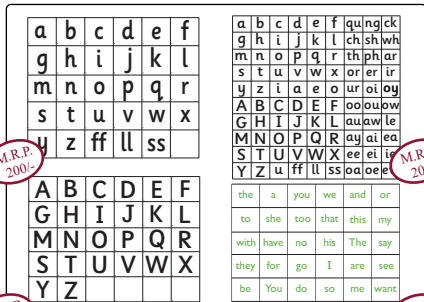 a b c d e f
g h i j k l
m n o p q r
s t u v w x
y z ff ll ss
M.R.P.
200/-
a b c d e f qu ng ck
g h i j k l ch sh wh
m n o p q r th ph ar
s t u v w x or er ir
y z i a e o ur oi oy
A B C D E F oo ou ow
G H I J K L au aw le
M N O P Q R ay ai ea
S T U V W X ee ei ie
Y Z u ff ll ss oa oe
M.R.
20
A B C D E F
G H I J K L
M N O P Q R
S T U V W X
Y Z
the a you we and or
to she too that this my
with have no his The say
they for go I are see
be You do so me want